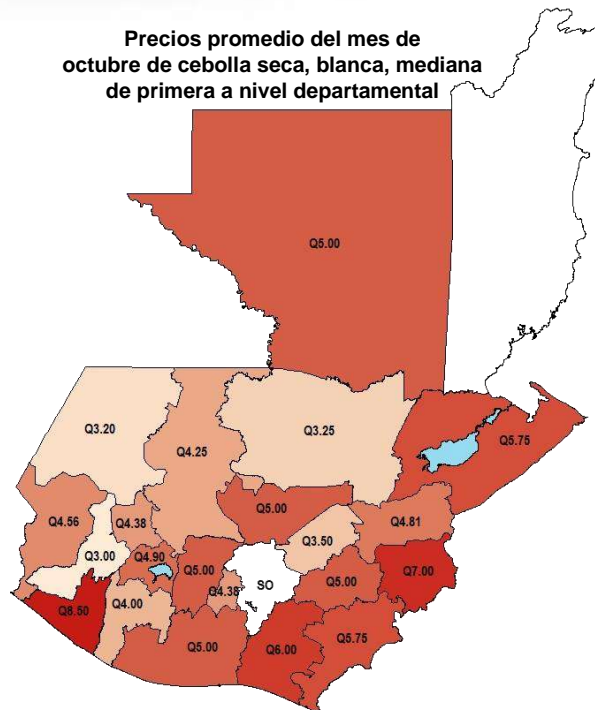 Precios promedio del mes de
octubre de cebolla seca, blanca, mediana
de primera a nivel departamental
Q5.00
Q3.20
Q4.25
Q3.25
Q5.75
Q4.56
Q4.38
Q5.00
Q4.81
Q3.00
Q4.90
Q5.00
Q3.50
Q7.00
Q4.38
SO
Q5.00
Q8.50
Q4.00
Q5.00
Q6.00
Q5.75